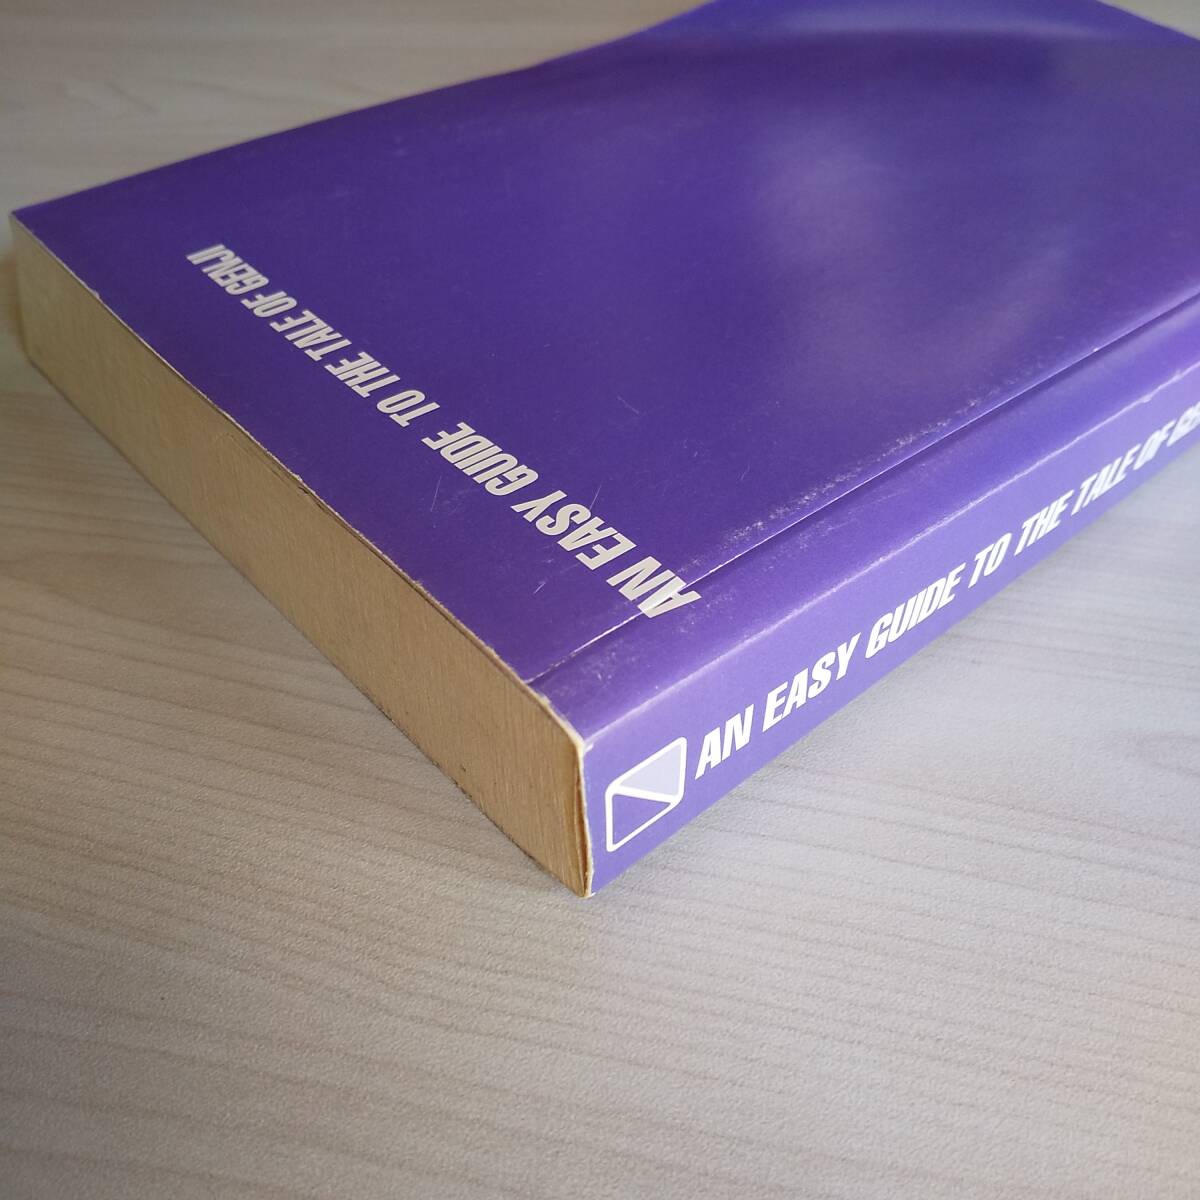 AN EASY GUIDE TO THE TALE OF GENJI
AN EASY GUIDE TO THE TALE OF